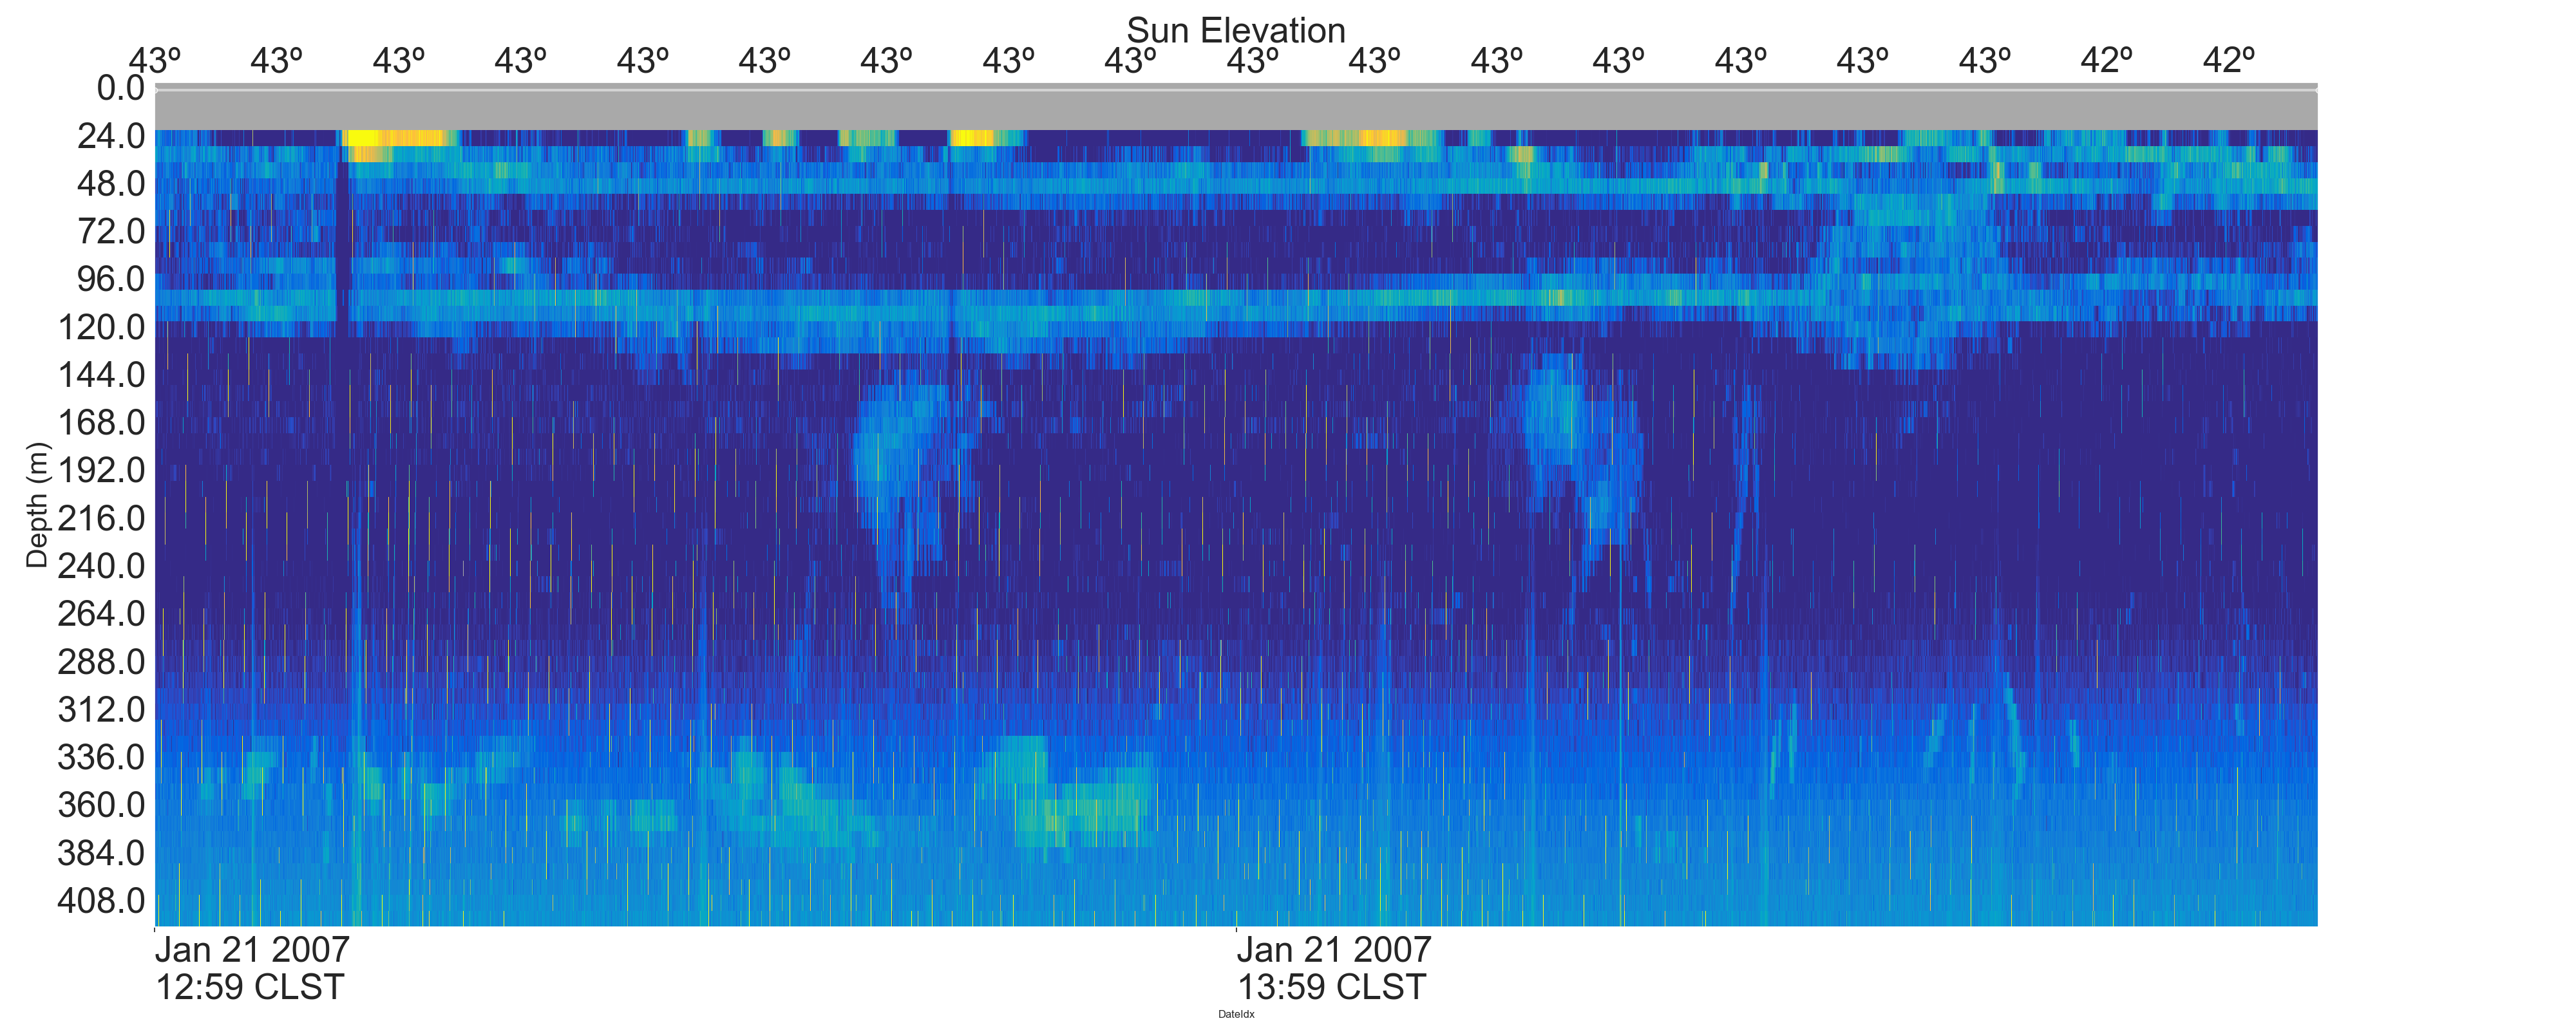 Sun Elevation
43º 43º 43º 43º 43º 43º 43º 43º 43º 43º 43º 43º 43º 43º 43º 43º 42º 42º
0.0
24.0
48.0
72.0
96.0
120.0
144.0
168.0
192.0
216.0
240.0
264.0
288.0
312.0
336.0
360.0
384.0
408.0
Depth (m)
Jan 21 2007
12:59 CLST
Jan 21 2007
13:59 CLST
DateIdx